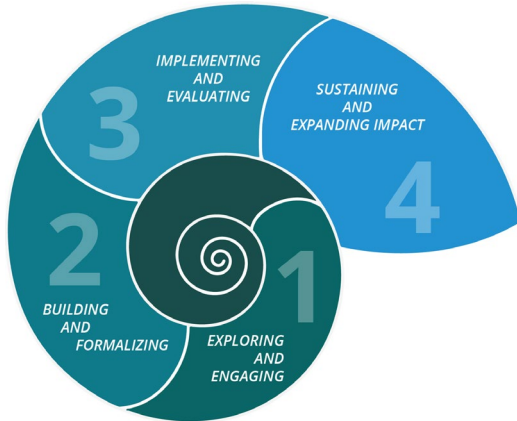 1
EXPLORING
AND
ENGAGING
2
BUILDING
AND
FORMALIZING
3
IMPLEMENTING
AND
EVALUATING
4
SUSTAINING
AND
EXPANDING IMPACT